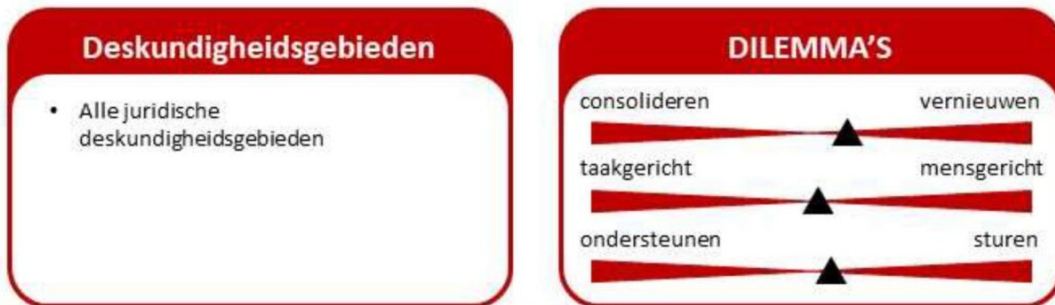 Deskundigheidsgebieden
• Alle juridische
deskundigheidsgebieden
DILEMMA'S
consolideren vernieuwen
taakgericht mensgericht
ondersteunen sturen